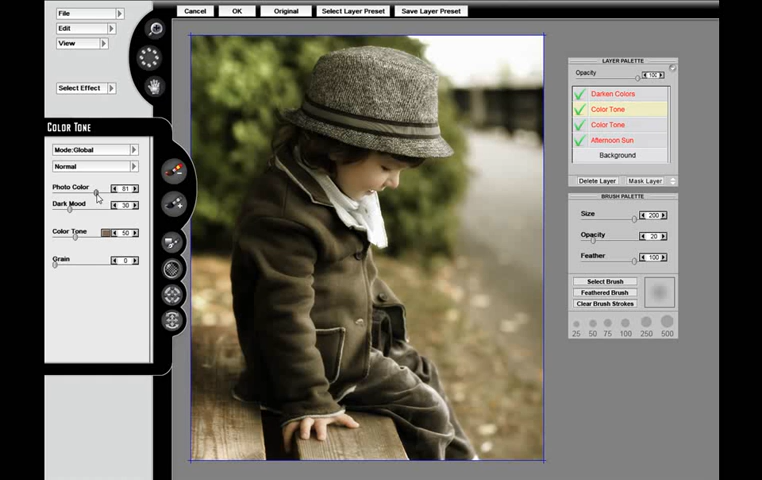 File
Edit
View
Select Effect
Cancel
OK
Original
Select Layer Preset
Save Layer Preset
COLOR TONE
Mode:Global
Normal
Photo Color 81
Dark Mood 30
Color Tone 50
Grain 0
LAYER PALETTE
Opacity 100
Darken Colors
Color Tone
Color Tone
Afternoon Sun
Background
Delete Layer
Mask Layer
BRUSH PALETTE
Size 200
Opacity 20
Feather 100
Select Brush
Feathered Brush
Clear Brush Strokes
25 50 75 100 250 500